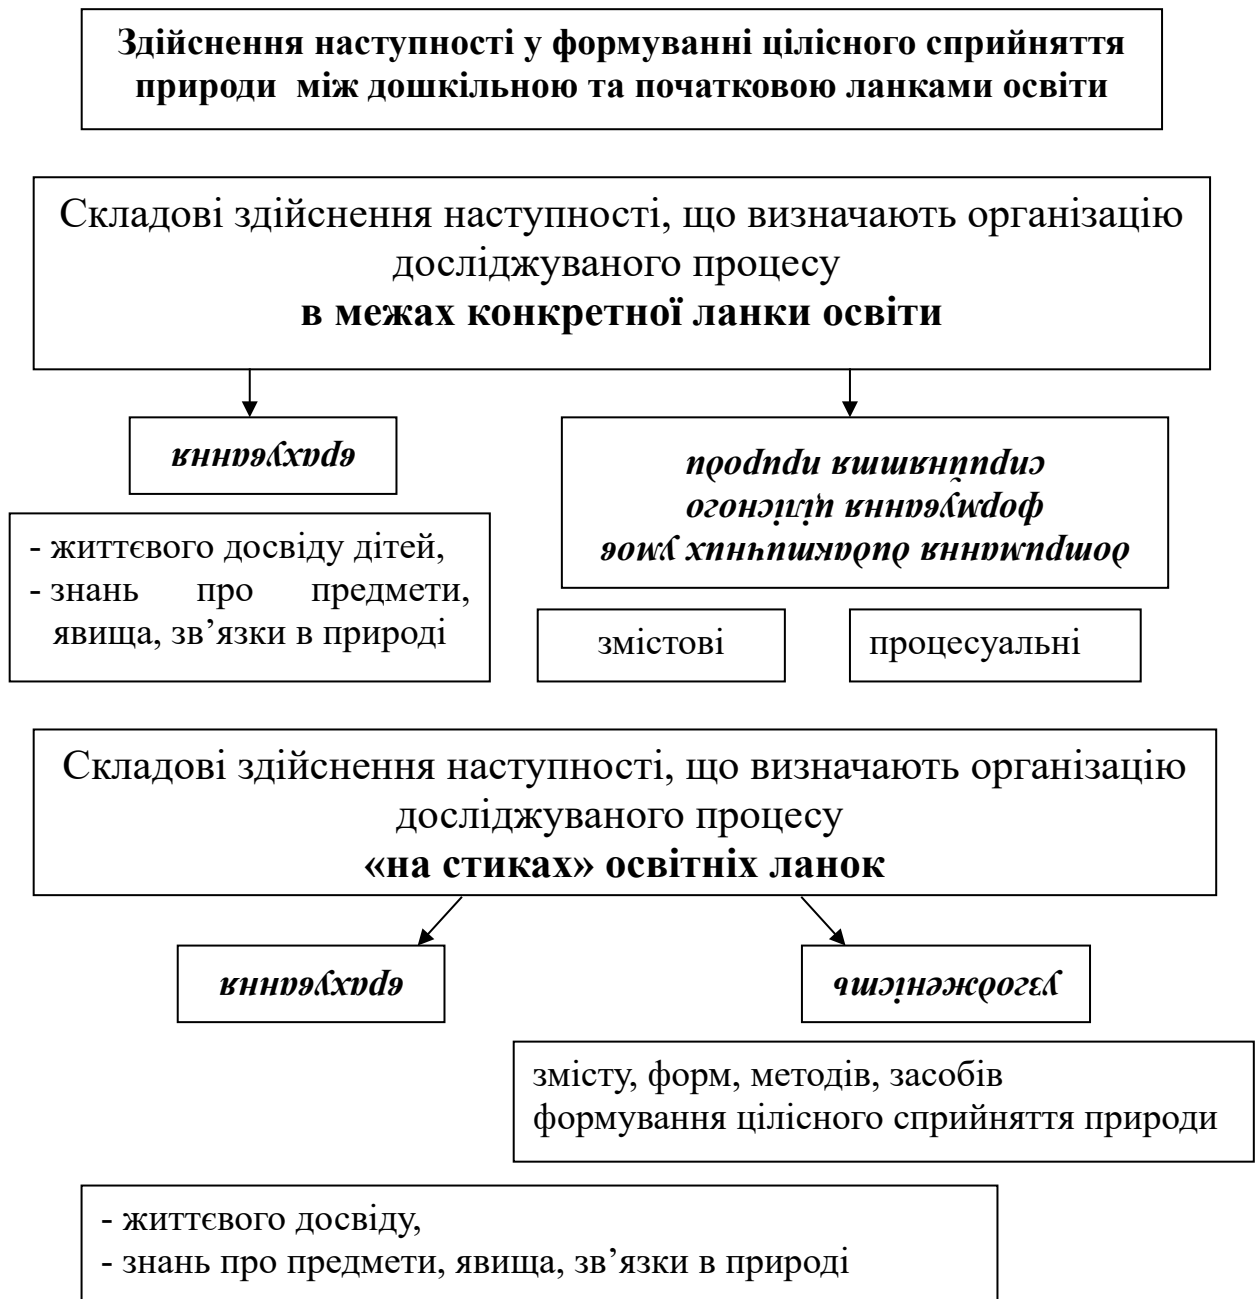 Здійснення наступності у формуванні цілісного сприйняття
природи між дошкільною та початковою ланками освіти
Складові здійснення наступності, що визначають організацію
досліджуваного процесу
в межах конкретної ланки освіти
врахування
дотримання дидактичних умов
формування цілісного
сприйняття природи
- життєвого досвіду дітей,
- знань про предмети,
явища, зв’язки в природі
змістові
процесуальні
Складові здійснення наступності, що визначають організацію
досліджуваного процесу
«на стиках» освітніх ланок
врахування
узгодженість
змісту, форм, методів, засобів
формування цілісного сприйняття природи
- життєвого досвіду,
- знань про предмети, явища, зв’язки в природі